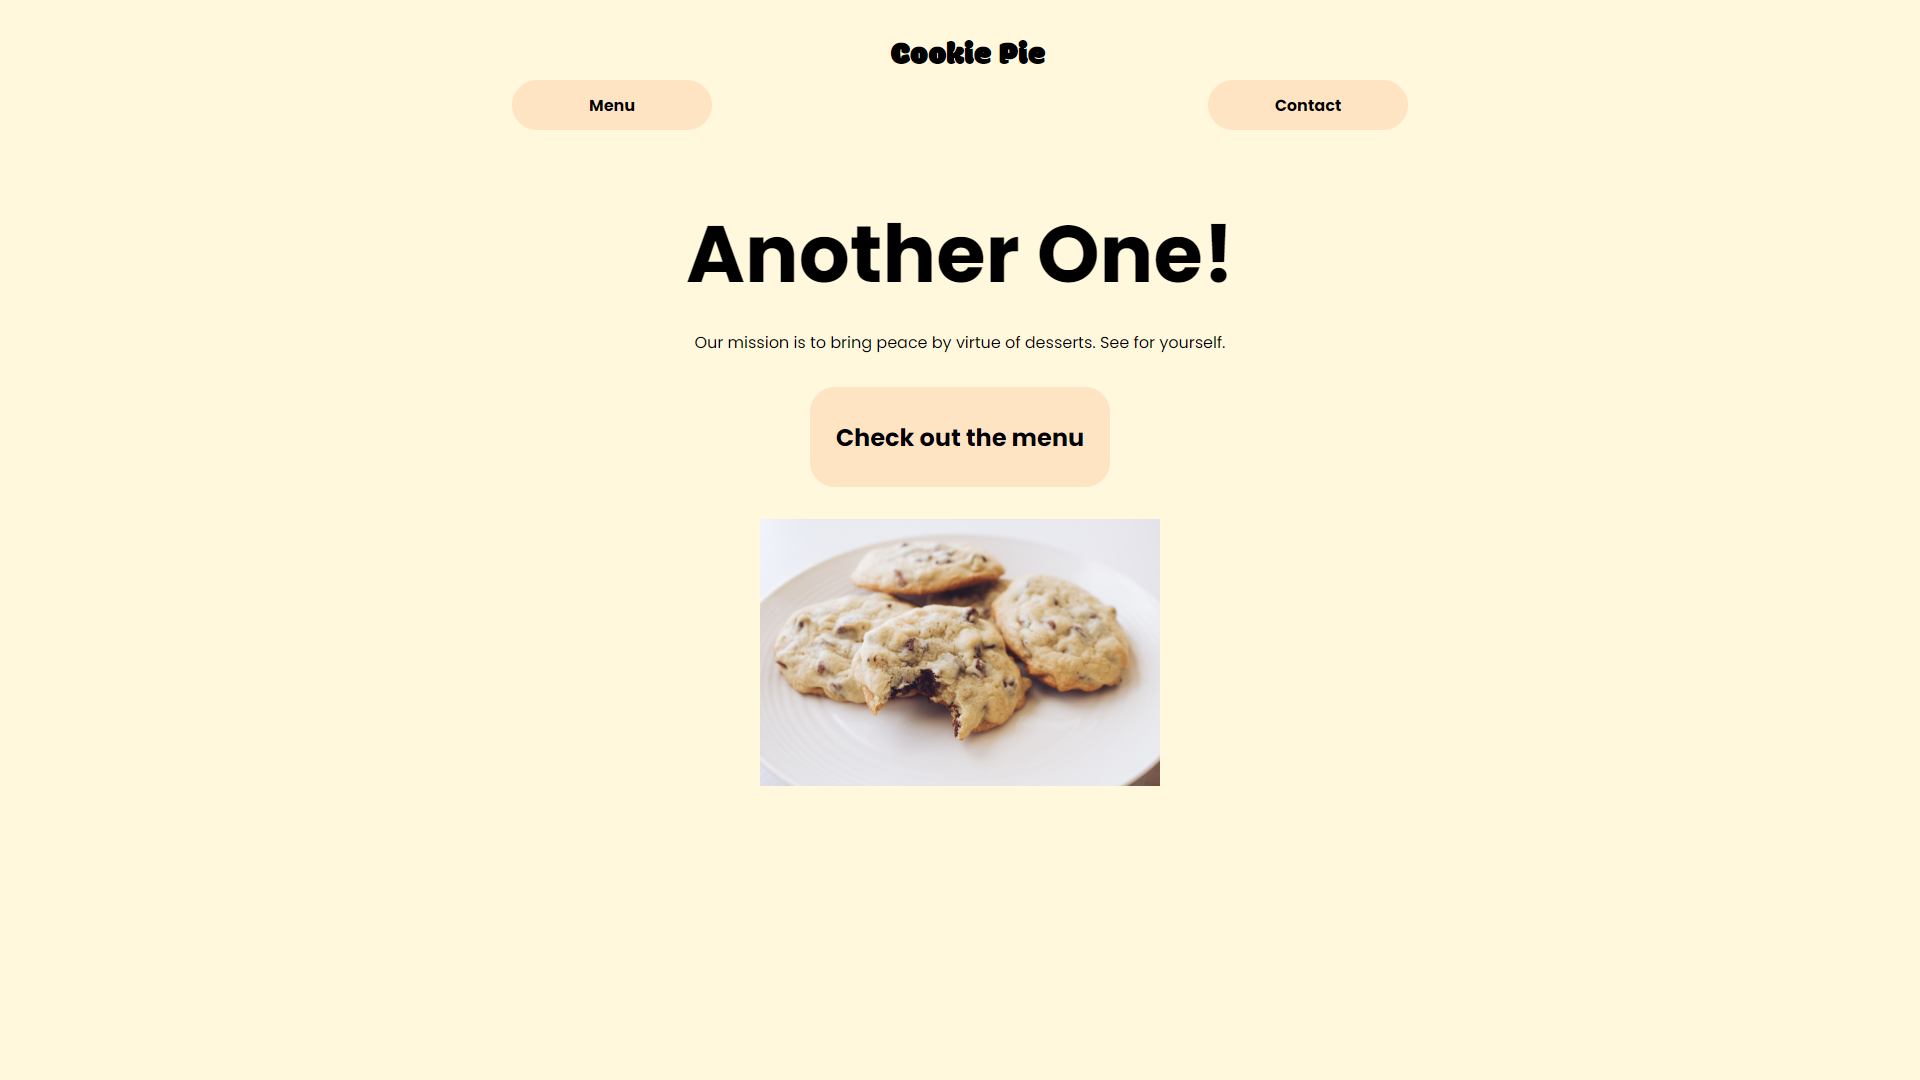 Cookie Pie
Menu
Contact
Another One!
Our mission is to bring peace by virtue of desserts. See for yourself.
Check out the menu